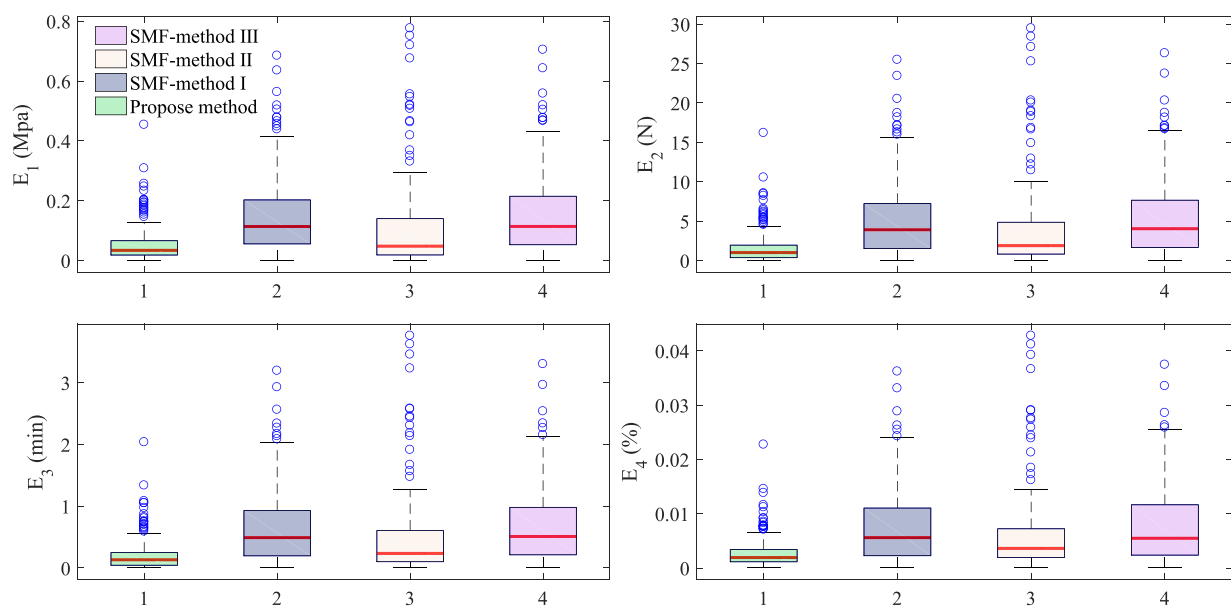 0.8
0.6
0.4
0.2
0
E1 (Mpa)
SMF-method III
SMF-method II
SMF-method I
Propose method
1 2 3 4
30
25
20
15
10
5
0
E2 (N)
1 2 3 4
3
2
1
0
E3 (min)
1 2 3 4
0.04
0.03
0.02
0.01
0
E4 (%)
1 2 3 4